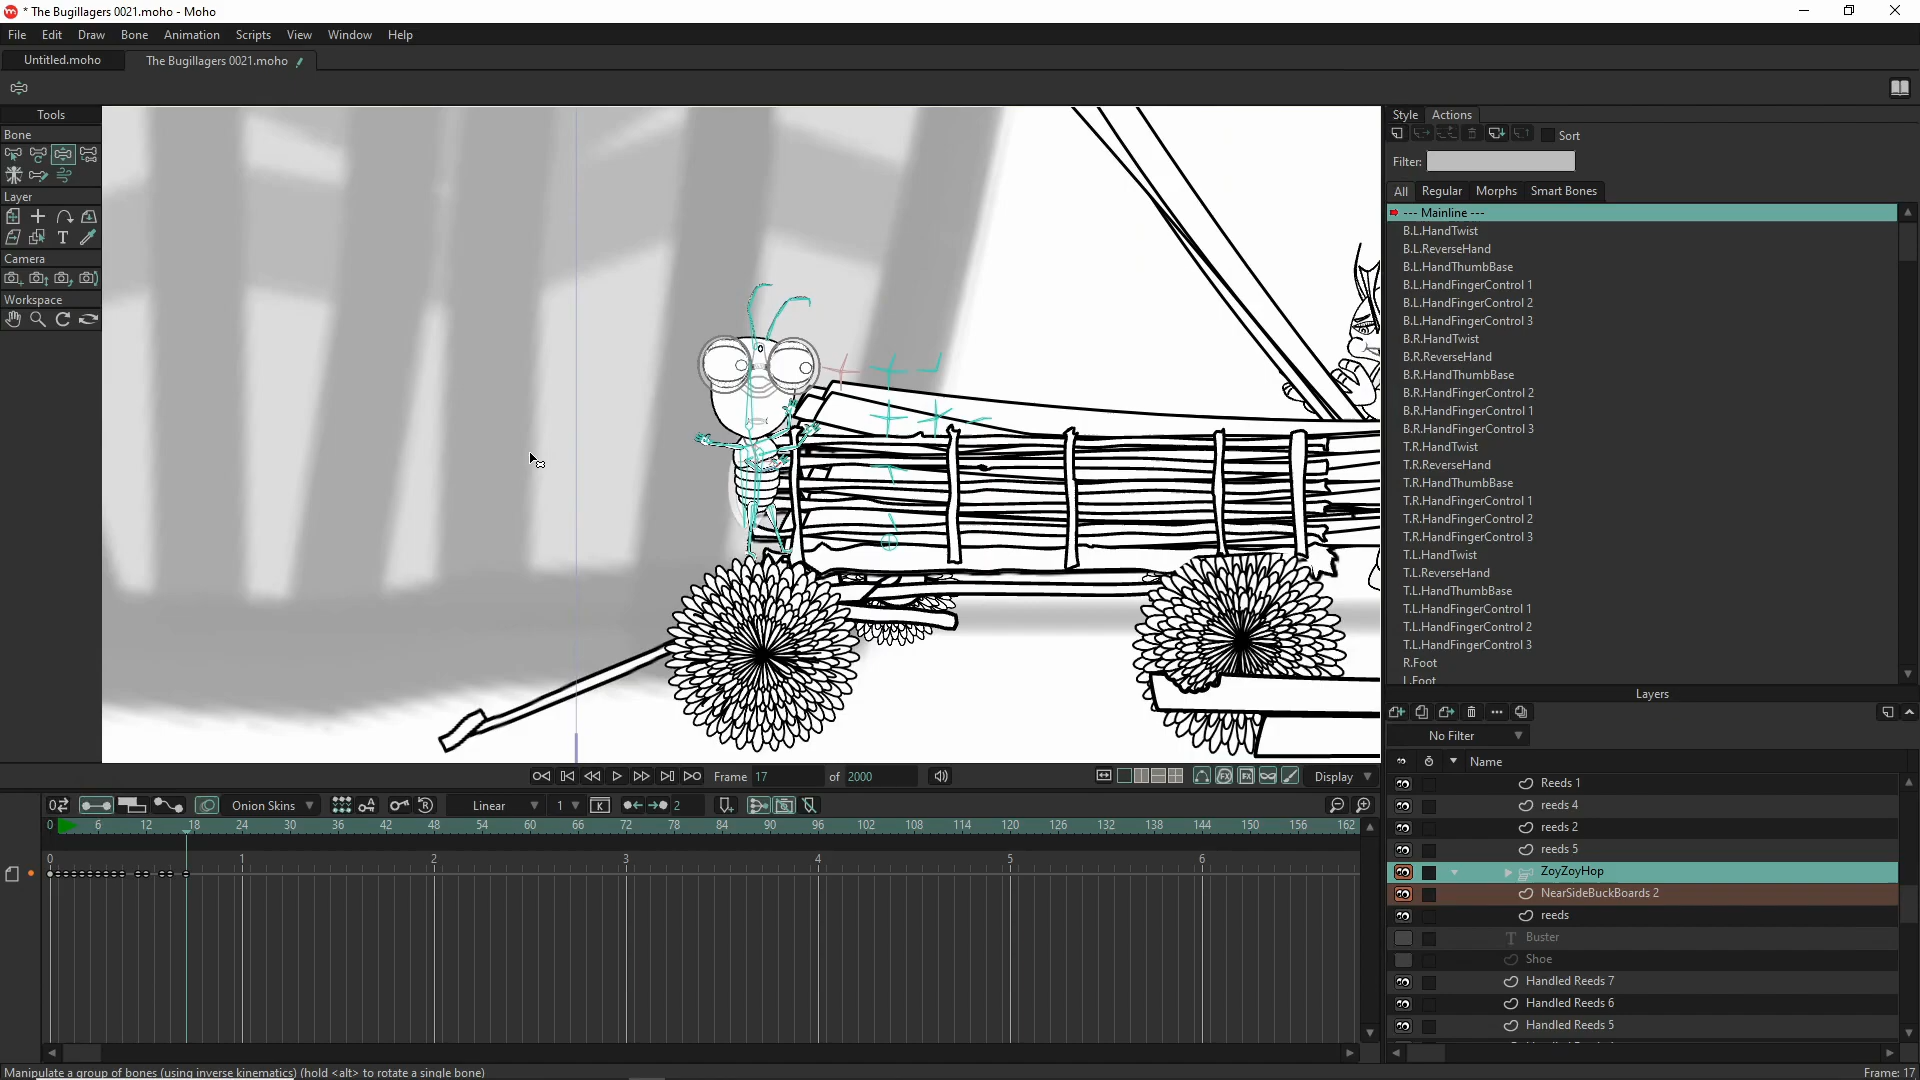 * The Bugillagers 0021.moho - Moho
File Edit Draw Bone Animation Scripts View Window Help
Untitled.moho The Bugillagers 0021.moho
Tools
Bone
Layer
Camera
Workspace
Style Actions
Sort
Filter:
All Regular Morphs Smart Bones
--- Mainline ---
B.L.HandTwist
B.L.ReverseHand
B.L.HandThumbBase
B.L.HandFingerControl 1
B.L.HandFingerControl 2
B.L.HandFingerControl 3
B.R.HandTwist
B.R.ReverseHand
B.R.HandThumbBase
B.R.HandFingerControl 2
B.R.HandFingerControl 1
B.R.HandFingerControl 3
T.R.HandTwist
T.R.ReverseHand
T.R.HandThumbBase
T.R.HandFingerControl 1
T.R.HandFingerControl 2
T.R.HandFingerControl 3
T.L.HandTwist
T.L.ReverseHand
T.L.HandThumbBase
T.L.HandFingerControl 1
T.L.HandFingerControl 2
T.L.HandFingerControl 3
R.Foot
L.Foot
Layers
No Filter
Name
Reeds 1
reeds 4
reeds 2
reeds 5
ZoyZoyHop
NearSideBuckBoards 2
reeds
Buster
Shoe
Handled Reeds 7
Handled Reeds 6
Handled Reeds 5
Frame 17 of 2000 Display
Onion Skins Linear 1 2
0 6 12 18 24 30 36 42 48 54 60 66 72 78 84 90 96 102 108 114 120 126 132 138 144 150 156 162
0 1 2 3 4 5 6
Manipulate a group of bones (using inverse kinematics) (hold <alt> to rotate a single bone) Frame: 17